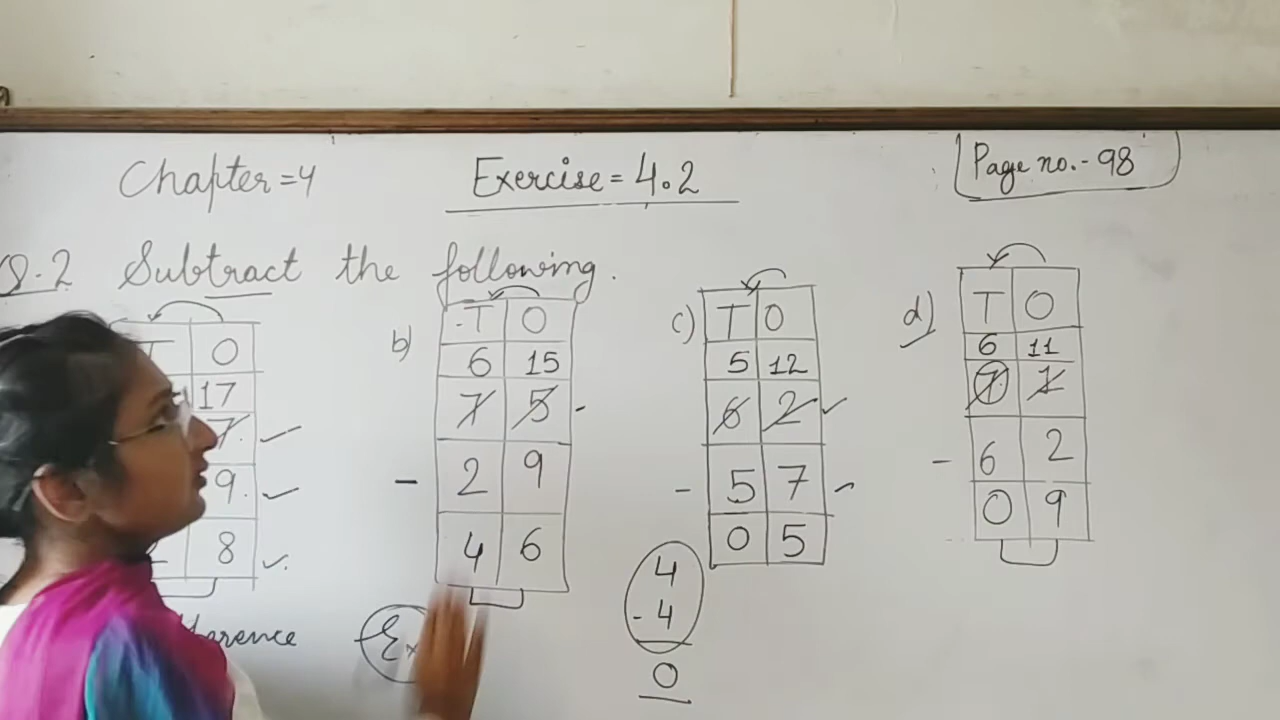 Chapter=4 Exercise=4.2 Page no.-98
Q.2 Subtract the following.
O
17
7
9
8
b) T O
6 15
7 5
- 2 9
4 6
c) T O
5 12
6 2
- 5 7
0 5
d) T O
6 11
7 1
- 6 2
0 9
4
- 4
0